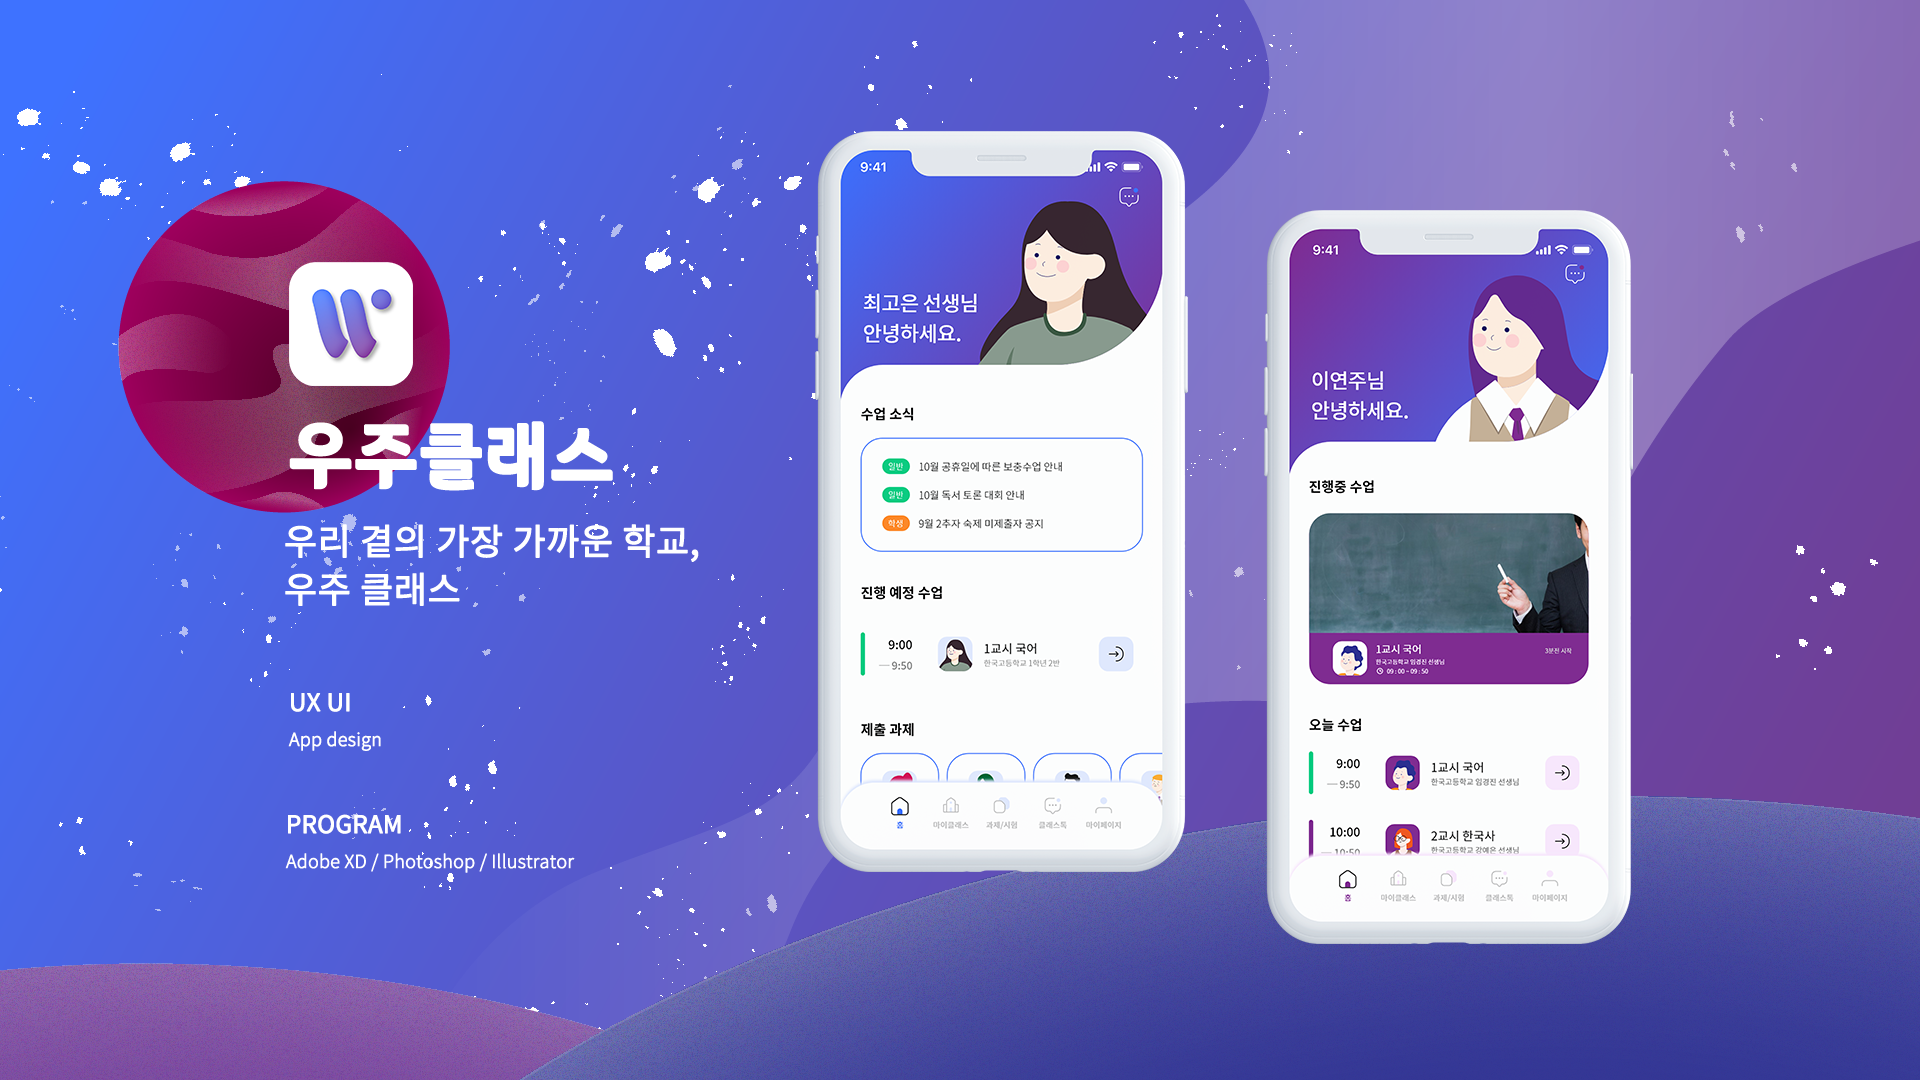 우주클래스
우리 곁의 가장 가까운 학교,
우주 클래스
UX UI
App design
PROGRAM
Adobe XD / Photoshop / Illustrator
9:41
최고은 선생님
안녕하세요.
수업 소식
일반 10월 공휴일에 따른 보충수업 안내
일반 10월 독서 토론 대회 안내
학생 9월 2추자 숙제 미제출자 공지
진행 예정 수업
9:00 1교시 국어
— 9:50 한국고등학교 1학년 2반
제출 과제
홈 마이클래스 과제/시험 클래스톡 마이페이지
9:41
이연주님
안녕하세요.
진행중 수업
1교시 국어 3분전 시작
한국고등학교 임경진 선생님
09 : 00 ~ 09 : 50
오늘 수업
9:00 1교시 국어
— 9:50 한국고등학교 임경진 선생님
10:00 2교시 한국사
— 10:50 한국고등학교 강예은 선생님
홈 마이클래스 과제/시험 클래스톡 마이페이지